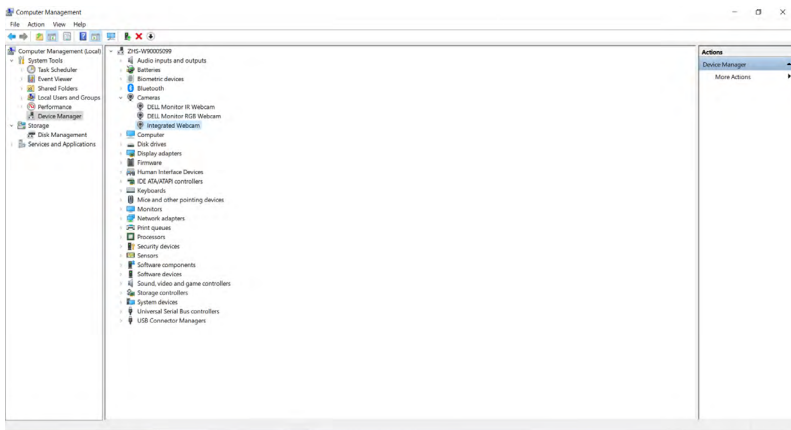 Computer Management
File Action View Help
Computer Management (Local)
System Tools
Task Scheduler
Event Viewer
Shared Folders
Local Users and Groups
Performance
Device Manager
Storage
Disk Management
Services and Applications
ZHS-W90005099
Audio inputs and outputs
Batteries
Biometric devices
Bluetooth
Cameras
DELL Monitor IR Webcam
DELL Monitor RGB Webcam
Integrated Webcam
Computer
Disk drives
Display adapters
Firmware
Human Interface Devices
IDE ATA/ATAPI controllers
Keyboards
Mice and other pointing devices
Monitors
Network adapters
Print queues
Processors
Security devices
Sensors
Software components
Software devices
Sound, video and game controllers
Storage controllers
System devices
Universal Serial Bus controllers
USB Connector Managers
Actions
Device Manager
More Actions